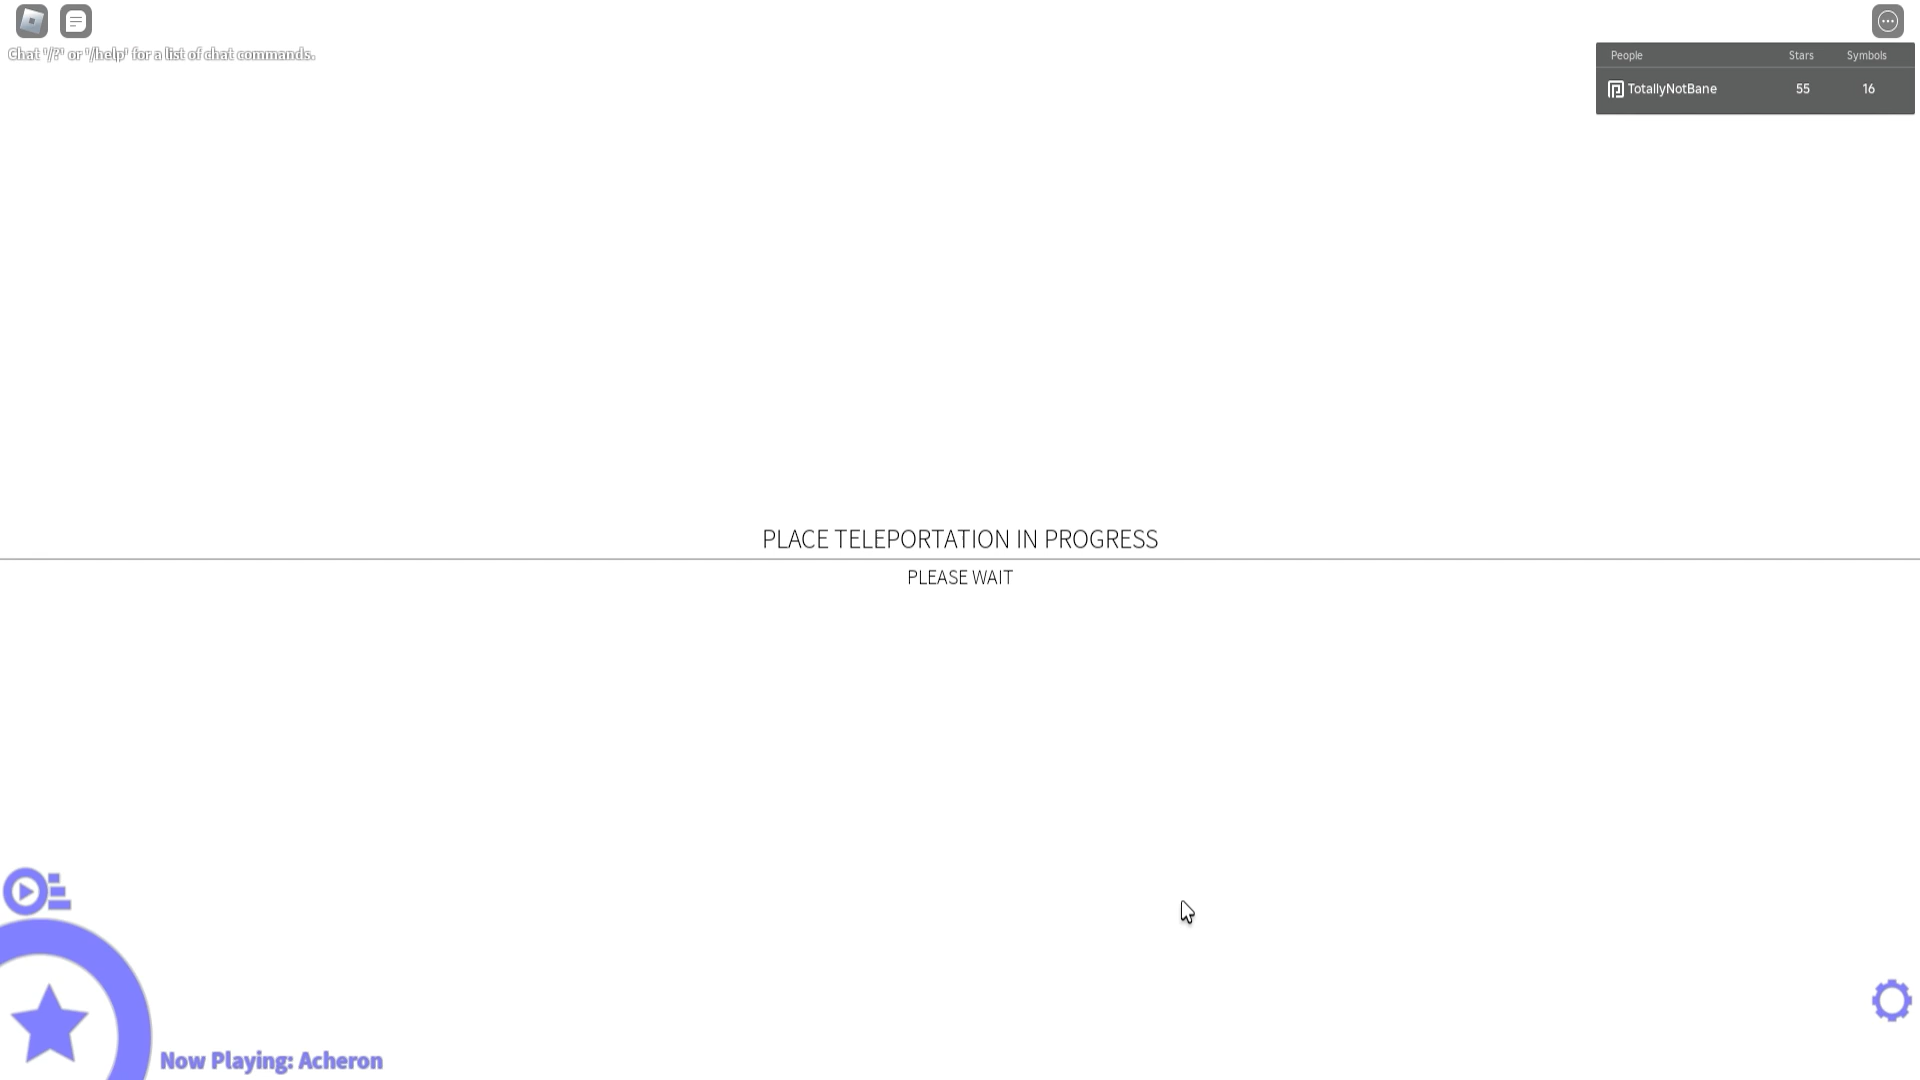 Chat '/?' or '/help' for a list of chat commands.
People Stars Symbols
TotallyNotBane 55 16
PLACE TELEPORTATION IN PROGRESS
PLEASE WAIT
Now Playing: Acheron